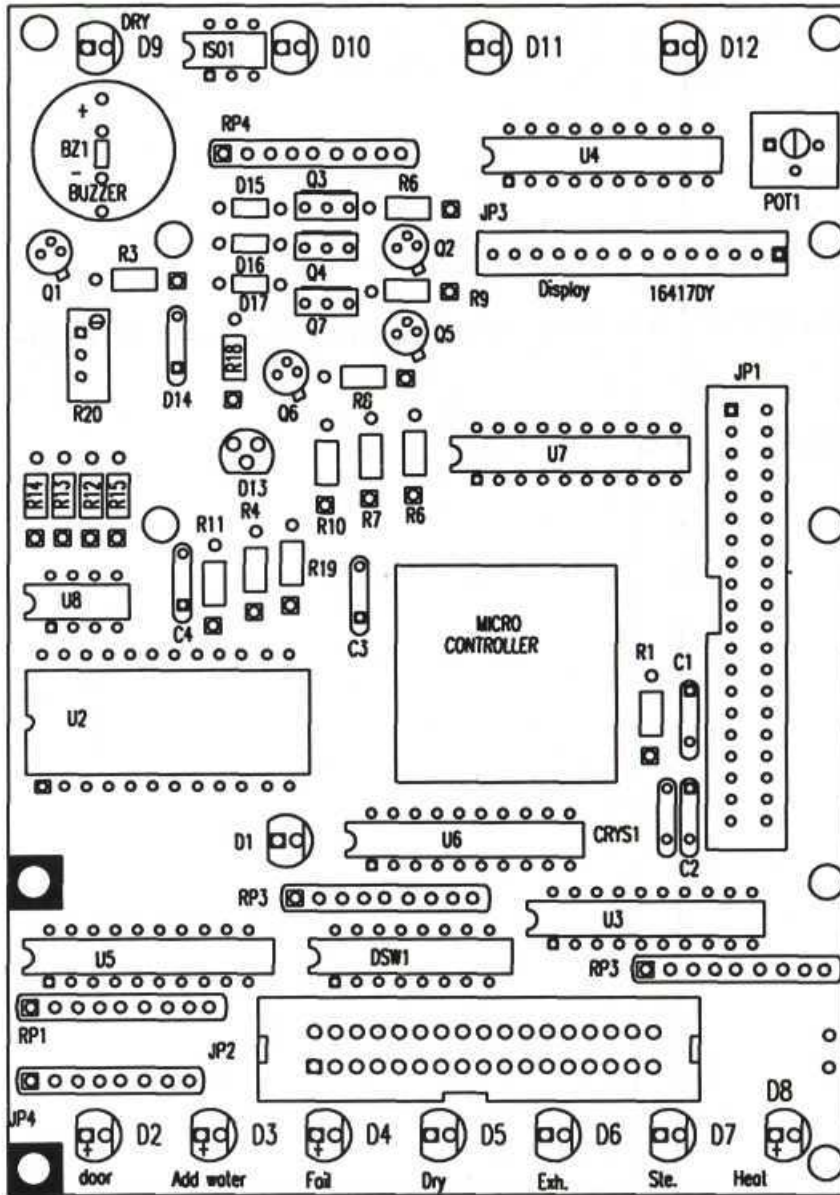 DRY
D9
ISO1
D10
D11
D12
+
BZ1
-
BUZZER
RP4
U4
POT1
D15
Q3
R6
JP3
Q1
R3
D16
Q4
Q2
D17
Q7
R9
Display
16417DY
Q5
R20
D14
R18
Q6
R8
JP1
R14
R13
R12
R15
D13
R10
R7
R6
U7
R11
R4
R19
U8
C4
C3
MICRO
CONTROLLER
R1
C1
U2
D1
U6
CRYS1
C2
RP3
U3
U5
DSW1
RP3
RP1
JP2
JP4
D8
D2
D3
D4
D5
D6
D7
+
+
+
+
door
Add water
Foil
Dry
Exh.
Ste.
Heat